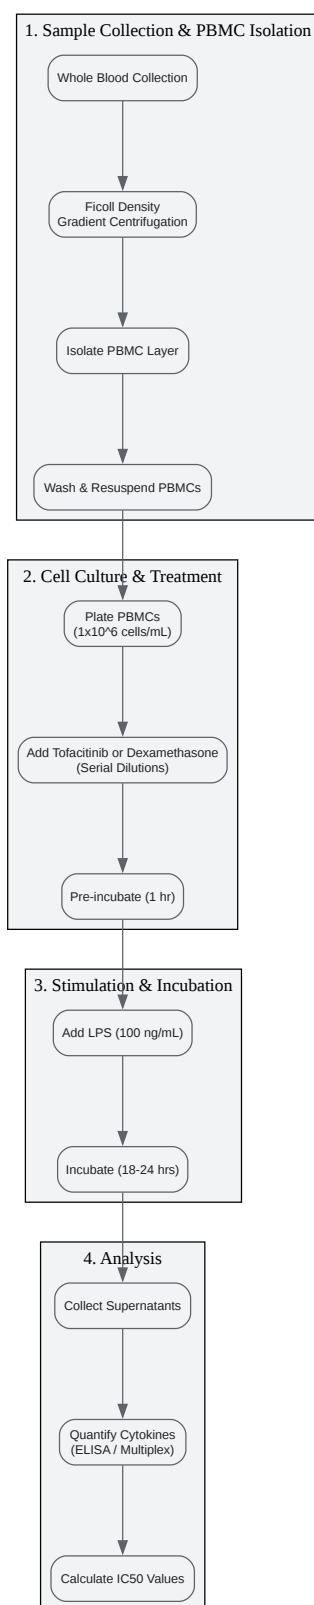 1. Sample Collection & PBMC Isolation
Whole Blood Collection
Ficoll Density
Gradient Centrifugation
Isolate PBMC Layer
Wash & Resuspend PBMCs
2. Cell Culture & Treatment
Plate PBMCs
(1x10^6 cells/mL)
Add Tofacitinib or Dexamethasone
(Serial Dilutions)
Pre-incubate (1 hr)
3. Stimulation & Incubation
Add LPS (100 ng/mL)
Incubate (18-24 hrs)
4. Analysis
Collect Supernatants
Quantify Cytokines
(ELISA / Multiplex)
Calculate IC50 Values